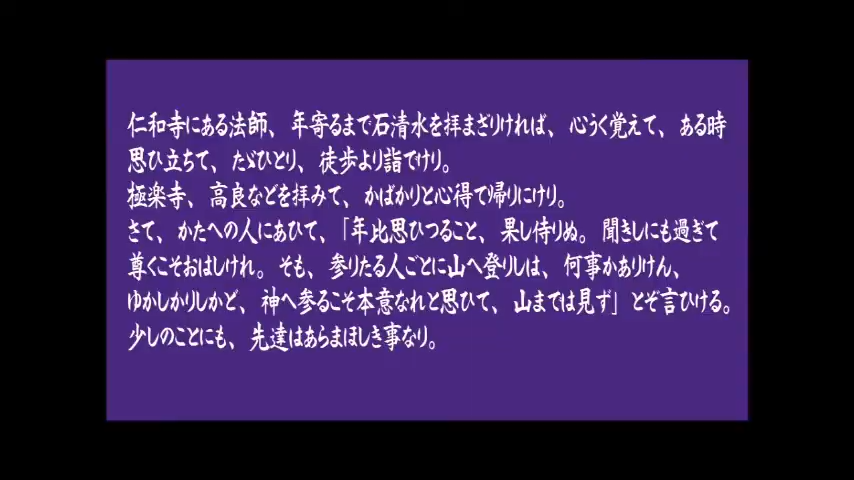 仁和寺にある法師、年寄るまで石清水を拝まざりければ、心うく覚えて、ある時
思ひ立ちて、たゞひとり、徒歩より詣でけり。
極楽寺、高良などを拝みて、かばかりと心得て帰りにけり。
さて、かたへの人にあひて、「年比思ひつること、果し侍りぬ。聞きしにも過ぎて
尊くこそおはしけれ。そも、参りたる人ごとに山へ登りしは、何事かありけん、
ゆかしかりしかど、神へ参るこそ本意なれと思ひて、山までは見ず」とぞ言ひける。
少しのことにも、先達はあらまほしき事なり。